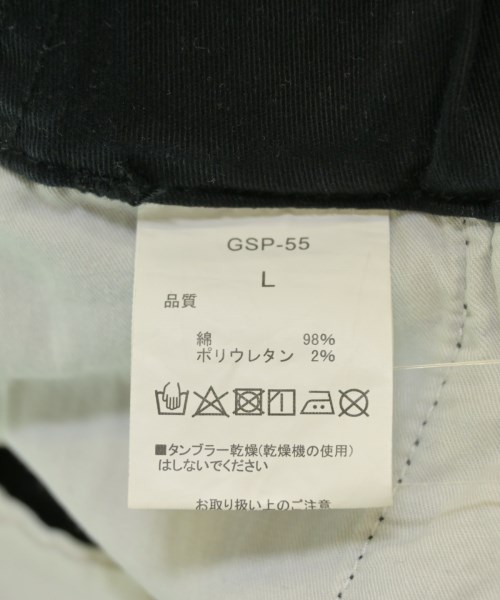 GSP-55
L
品質
綿 98%
ポリウレタン 2%
■タンブラー乾燥(乾燥機の使用)
はしないでください
お取り扱い上のご注意